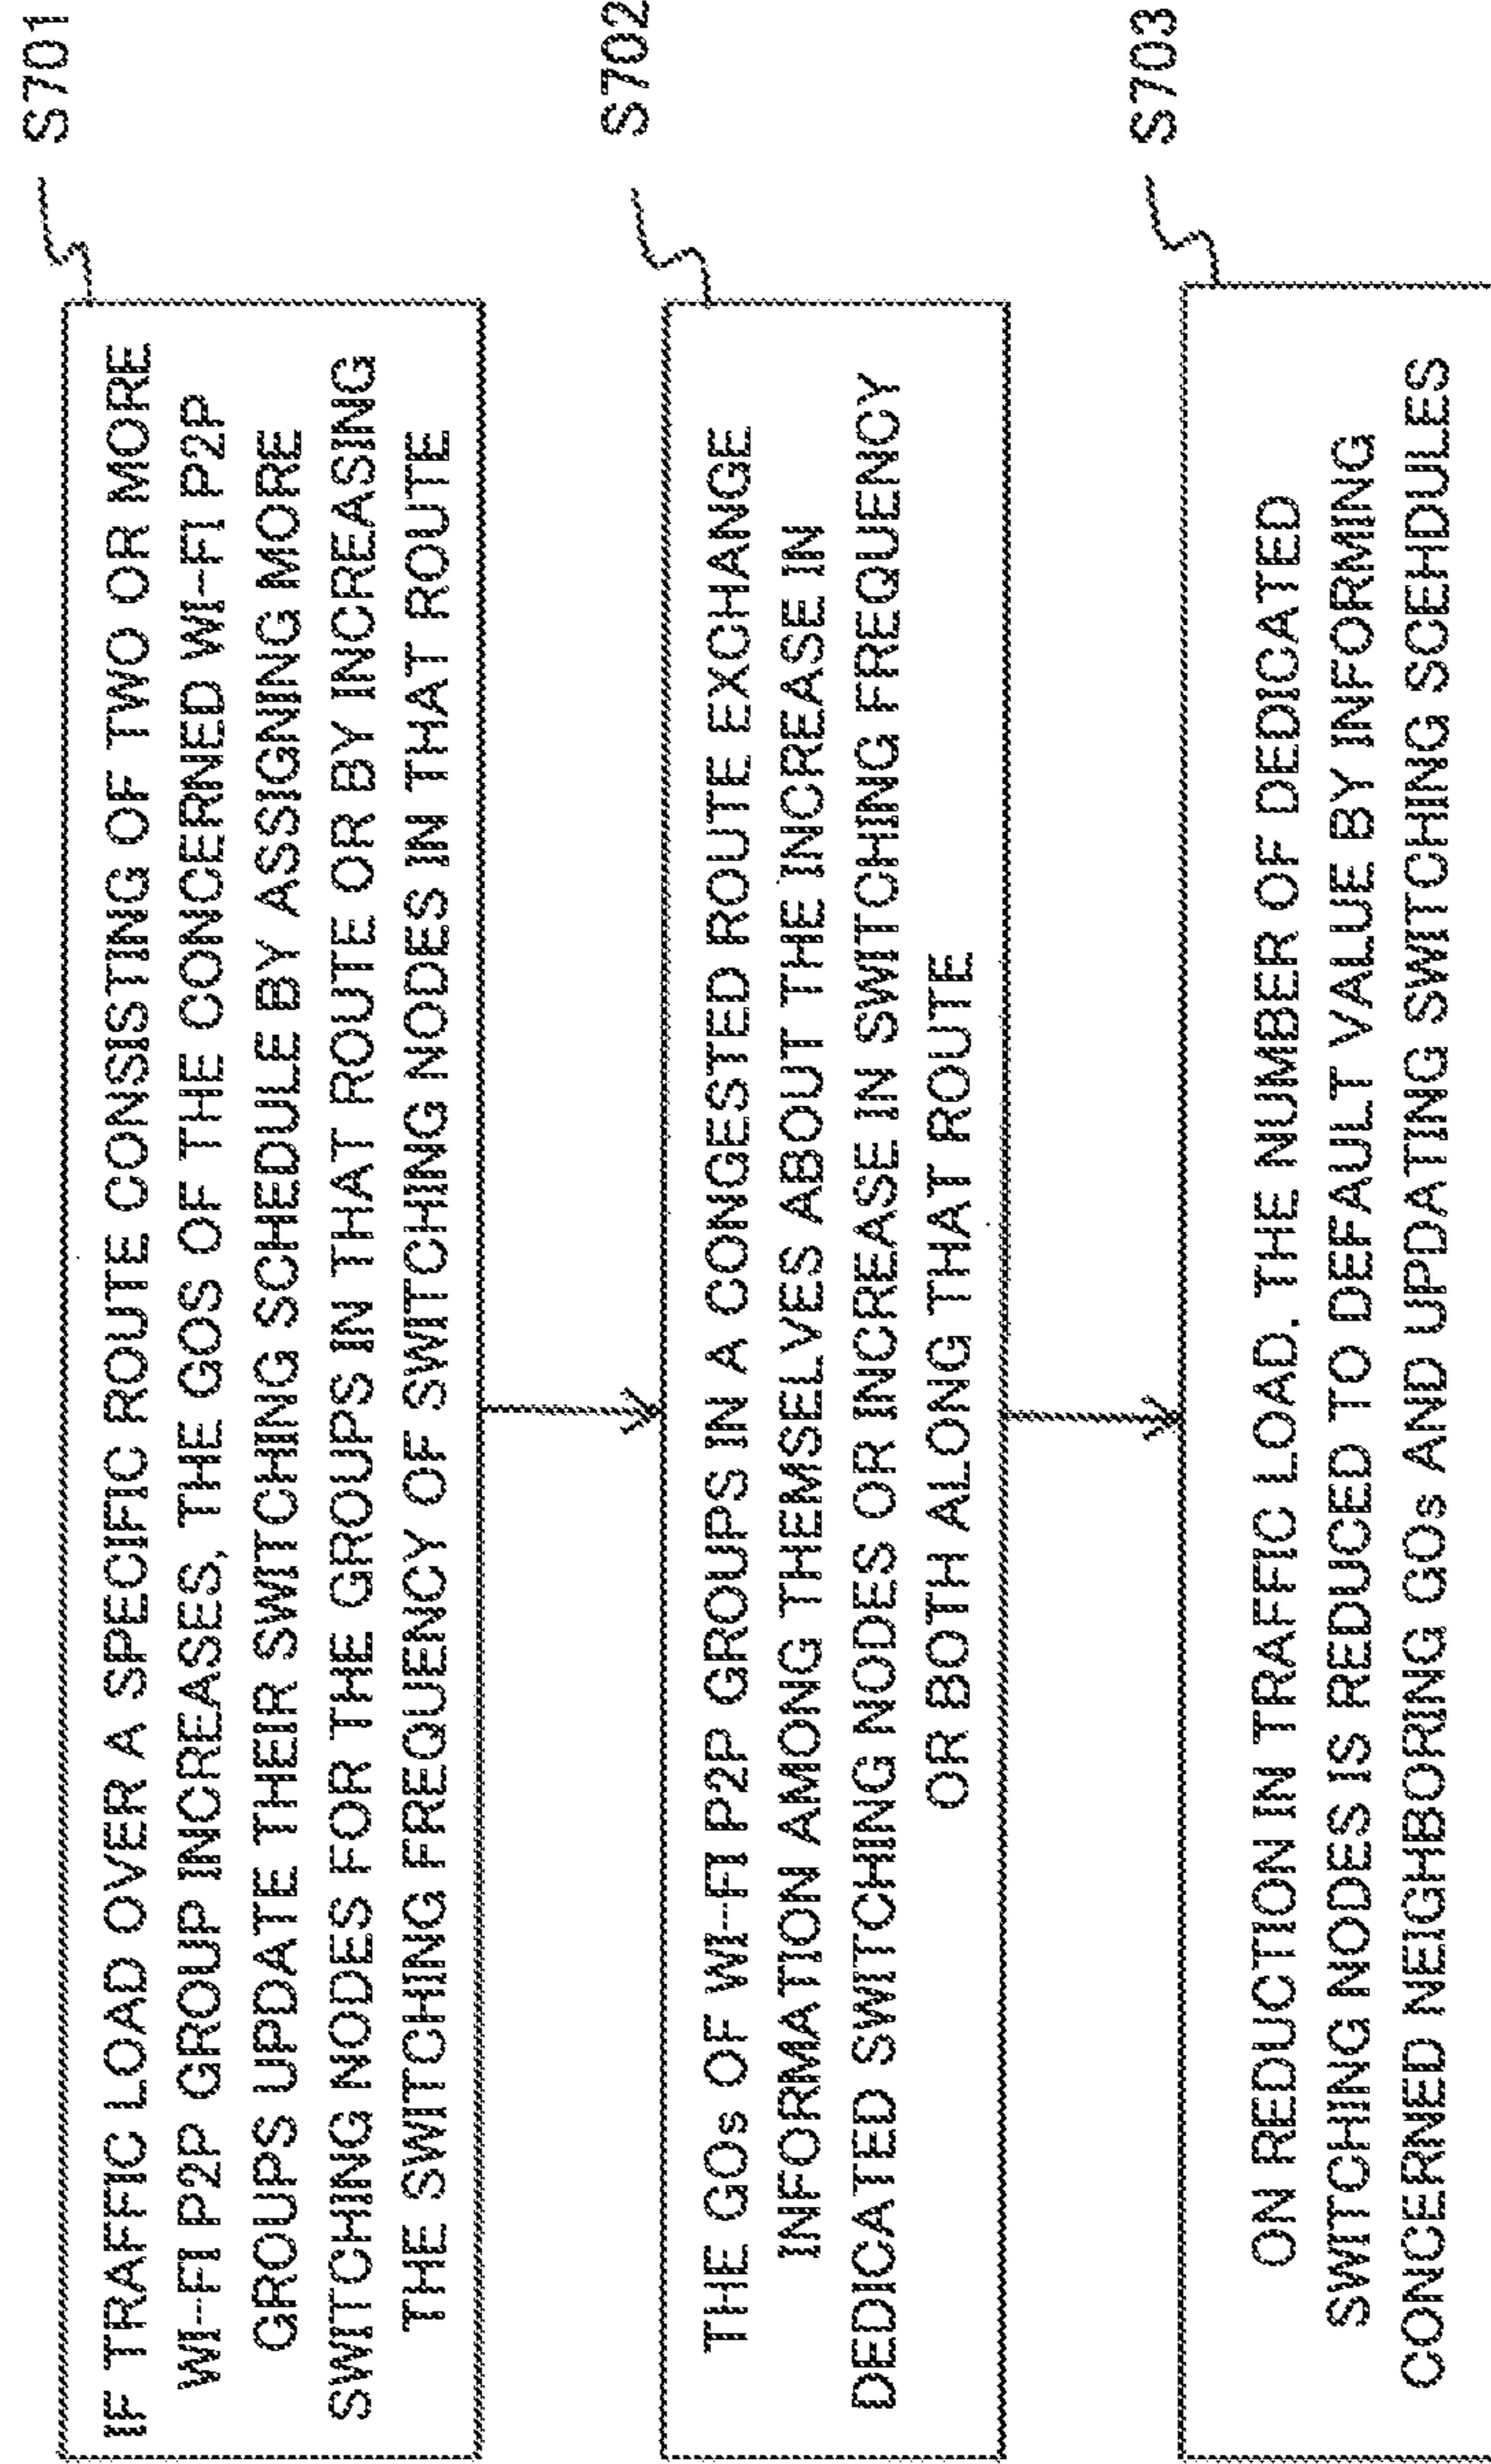 S701
IF TRAFFIC LOAD OVER A SPECIFIC ROUTE CONSISTING OF TWO OR MORE
WI-FI P2P GROUP INCREASES, THE GOS OF THE CONCERNED WI-FI P2P
GROUPS UPDATE THEIR SWITCHING SCHEDULE BY ASSIGNING MORE
SWITCHING NODES FOR THE GROUPS IN THAT ROUTE OR BY INCREASING
THE SWITCHING FREQUENCY OF SWITCHING NODES IN THAT ROUTE
S702
THE GOs OF WI-FI P2P GROUPS IN A CONGESTED ROUTE EXCHANGE
INFORMATION AMONG THEMSELVES ABOUT THE INCREASE IN
DEDICATED SWITCHING NODES OR INCREASE IN SWITCHING FREQUENCY
OR BOTH ALONG THAT ROUTE
S703
ON REDUCTION IN TRAFFIC LOAD, THE NUMBER OF DEDICATED
SWITCHING NODES IS REDUCED TO DEFAULT VALUE BY INFORMING
CONCERNED NEIGHBORING GOs AND UPDATING SWITCHING SCEHDULES